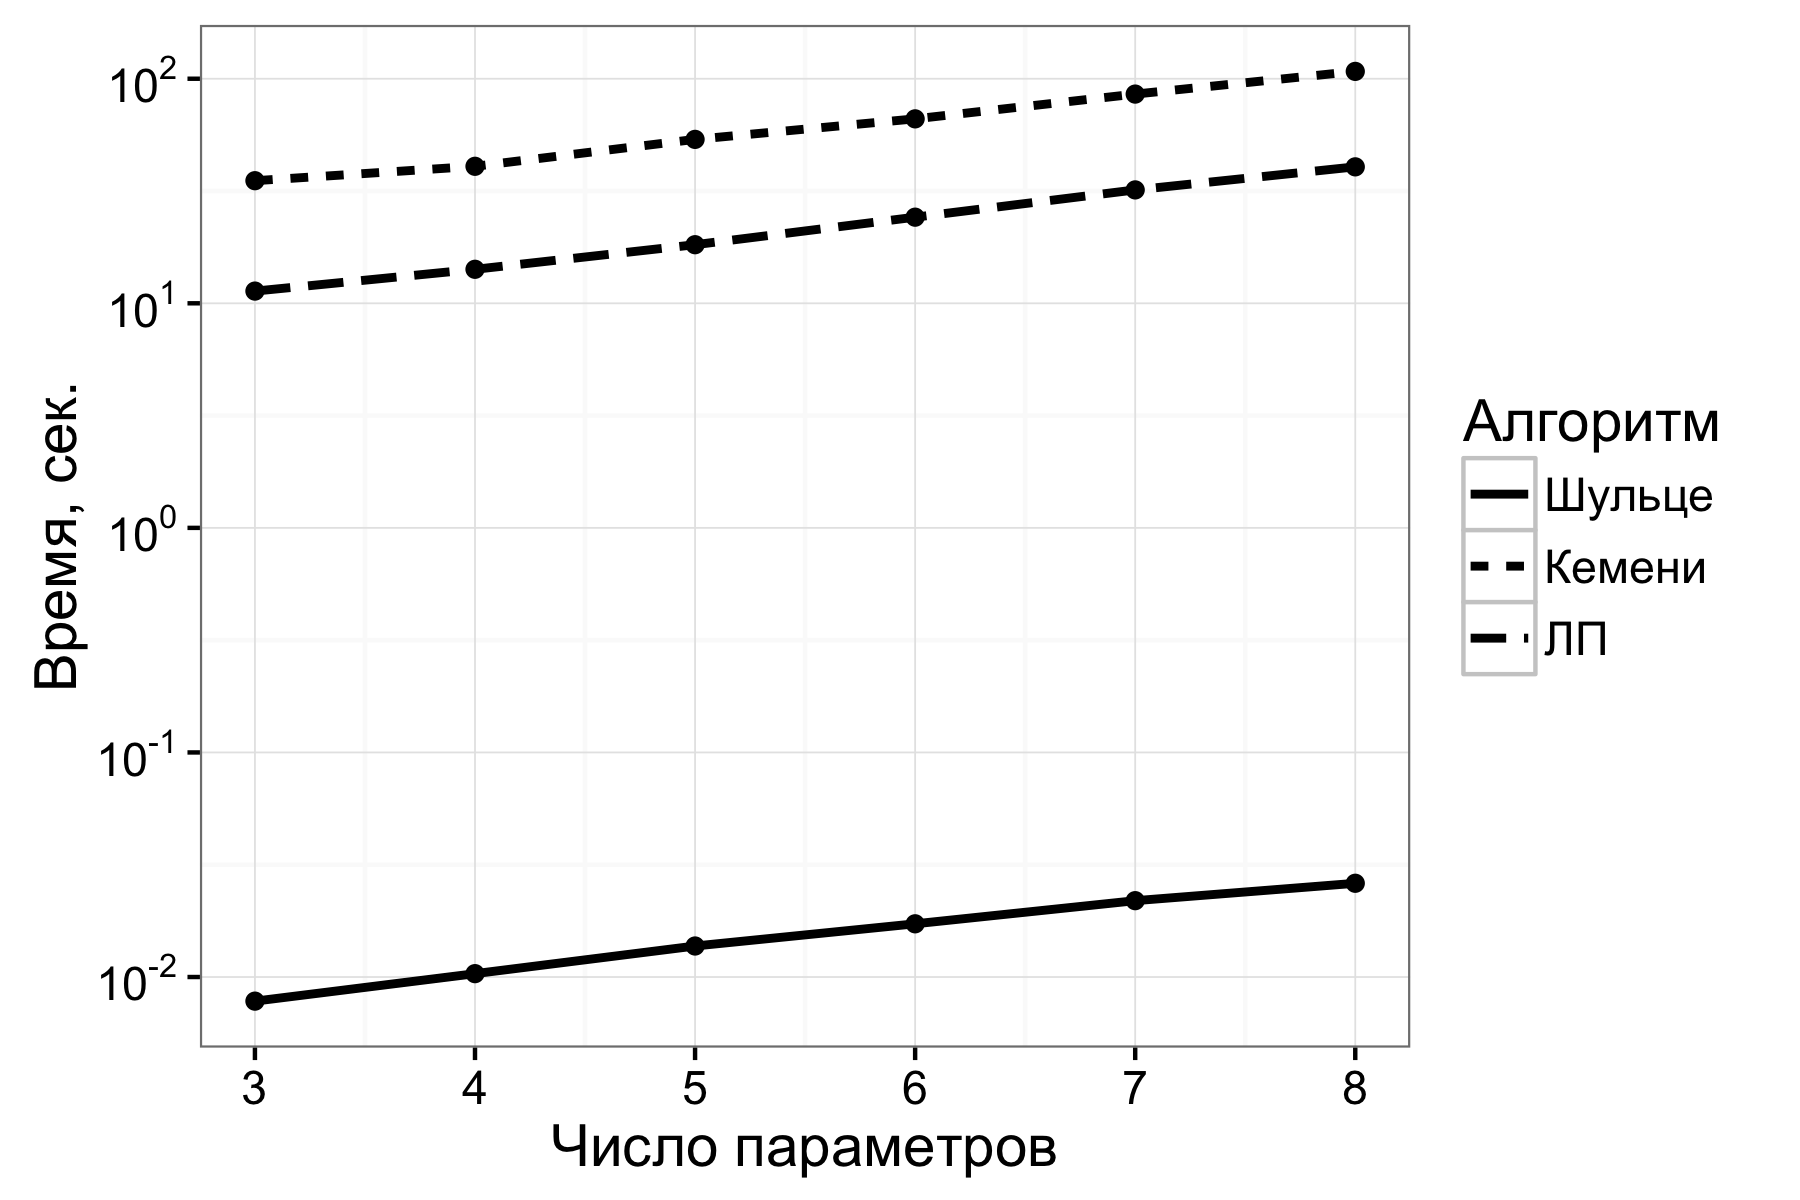 10²
10¹
10⁰
10⁻¹
10⁻²
Время, сек.
3 4 5 6 7 8
Число параметров
Алгоритм
Шульце
Кемени
ЛП